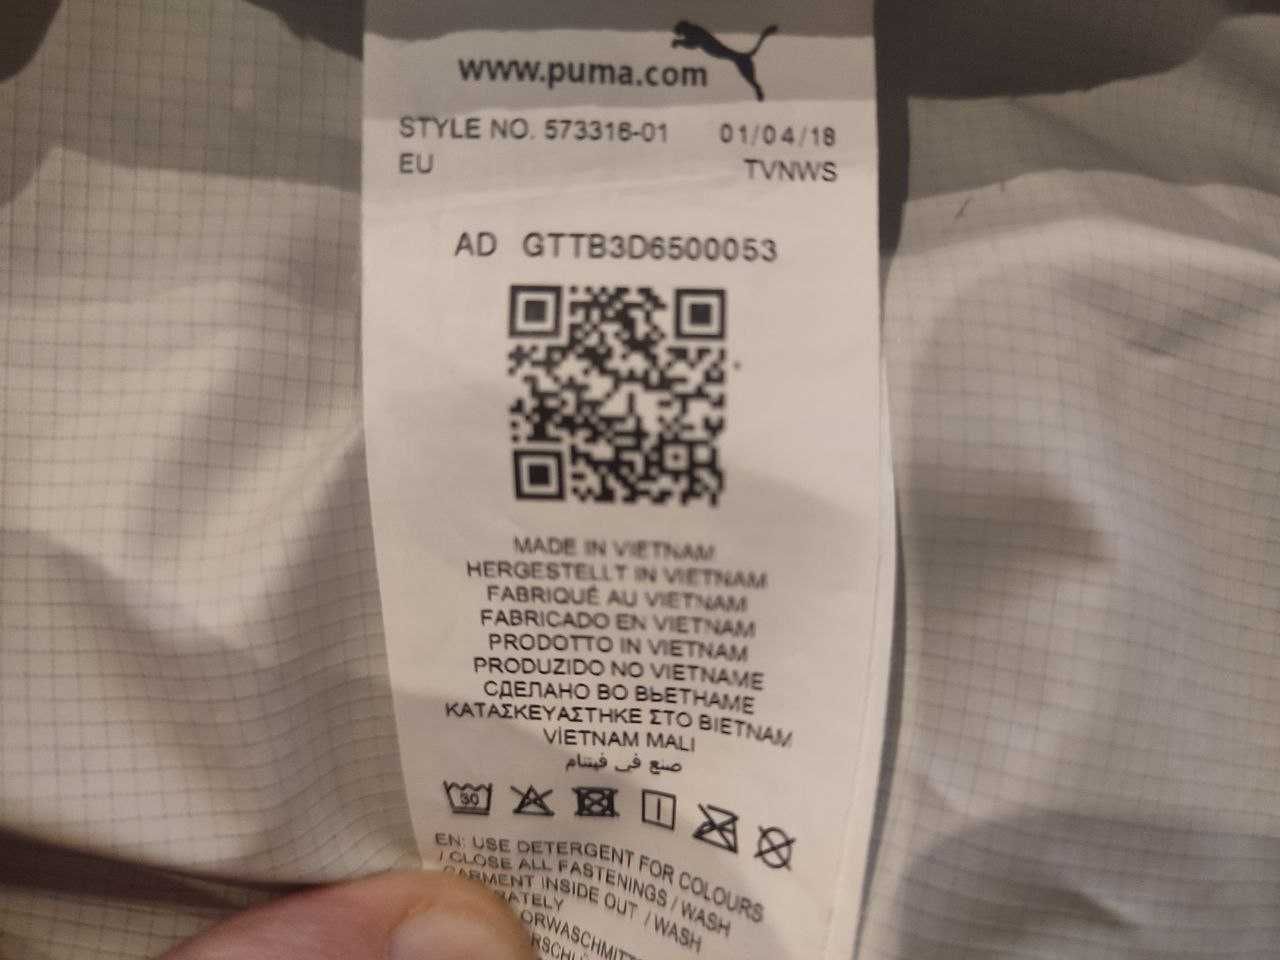 www.puma.com
STYLE NO. 573316-01 01/04/18
EU TVNWS
AD GTTB3D6500053
MADE IN VIETNAM
HERGESTELLT IN VIETNAM
FABRIQUÉ AU VIETNAM
FABRICADO EN VIETNAM
PRODOTTO IN VIETNAM
PRODUZIDO NO VIETNAME
СДЕЛАНО ВО ВЬЕТНАМЕ
ΚΑΤΑΣΚΕΥΑΣΤΗΚΕ ΣΤΟ ΒΙΕΤΝΑΜ
VİETNAM MALI
صنع في فيتنام
30
EN: USE DETERGENT FOR COLOURS
/ CLOSE ALL FASTENINGS / WASH
GARMENT INSIDE OUT / WASH